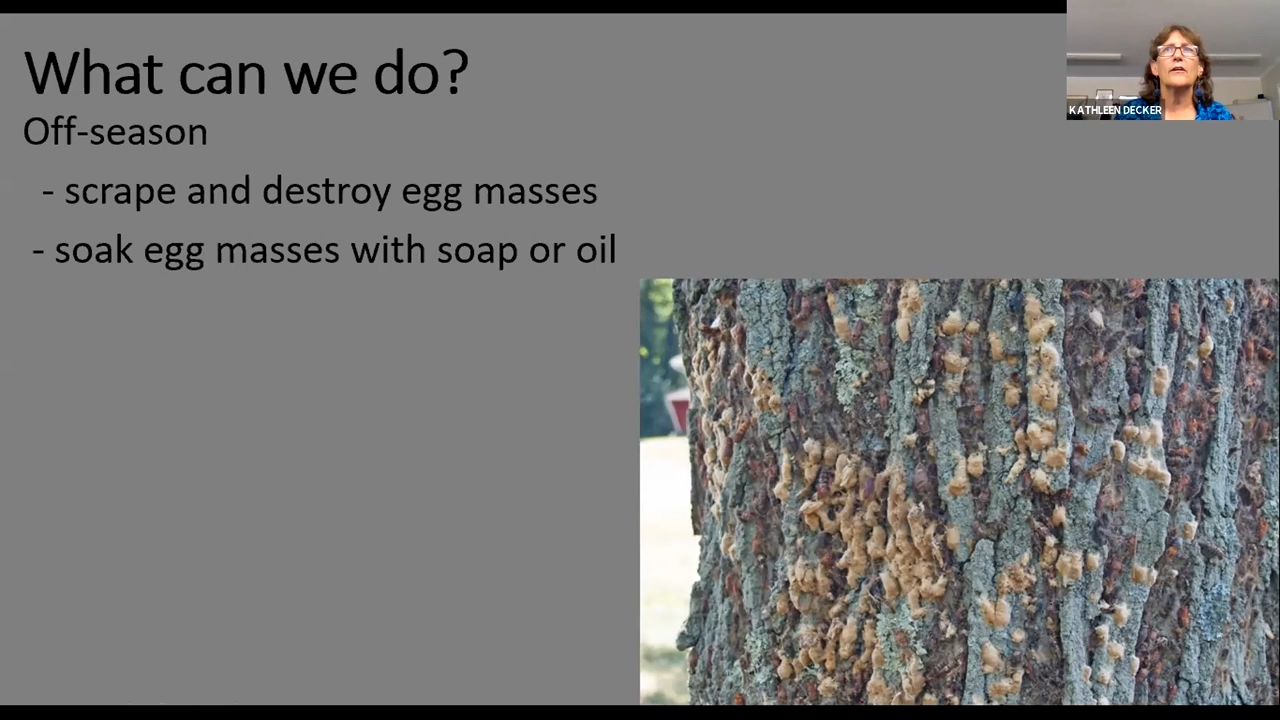 What can we do?
Off-season
- scrape and destroy egg masses
- soak egg masses with soap or oil
KATHLEEN DECKER